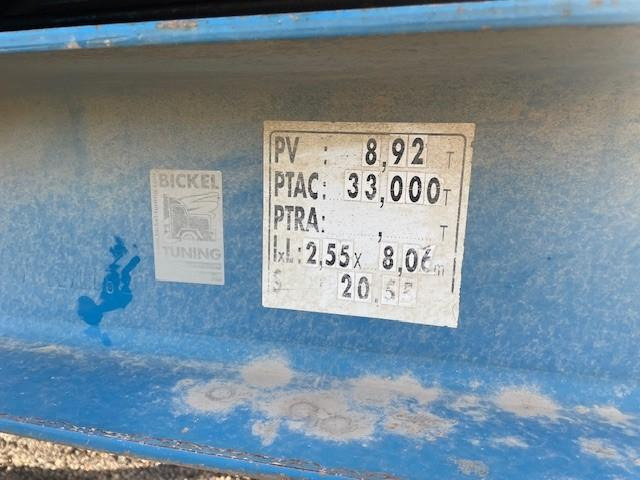 BICKEL
TUNING
PV : 8,92 T
PTAC: 33,000 T
PTRA: , T
lxL: 2,55 x 8,06 m
S 20,55